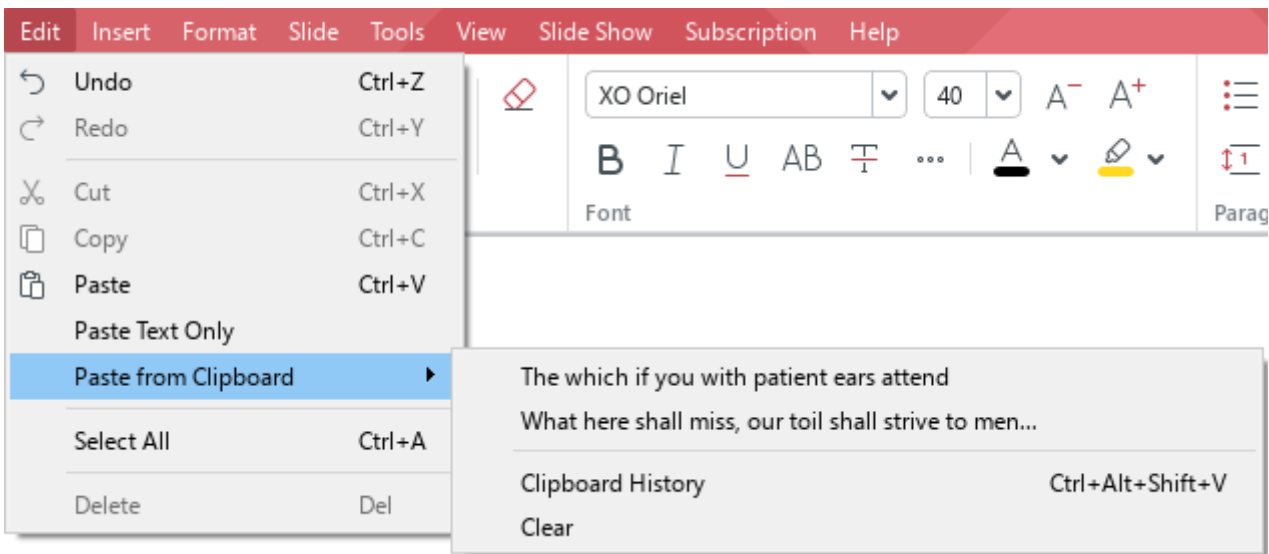 Edit Insert Format Slide Tools View Slide Show Subscription Help
Undo Ctrl+Z
Redo Ctrl+Y
Cut Ctrl+X
Copy Ctrl+C
Paste Ctrl+V
Paste Text Only
Paste from Clipboard
Select All Ctrl+A
Delete Del
XO Oriel 40 A− A+
B I U AB T ... A
1
Font Parag
The which if you with patient ears attend
What here shall miss, our toil shall strive to men...
Clipboard History Ctrl+Alt+Shift+V
Clear